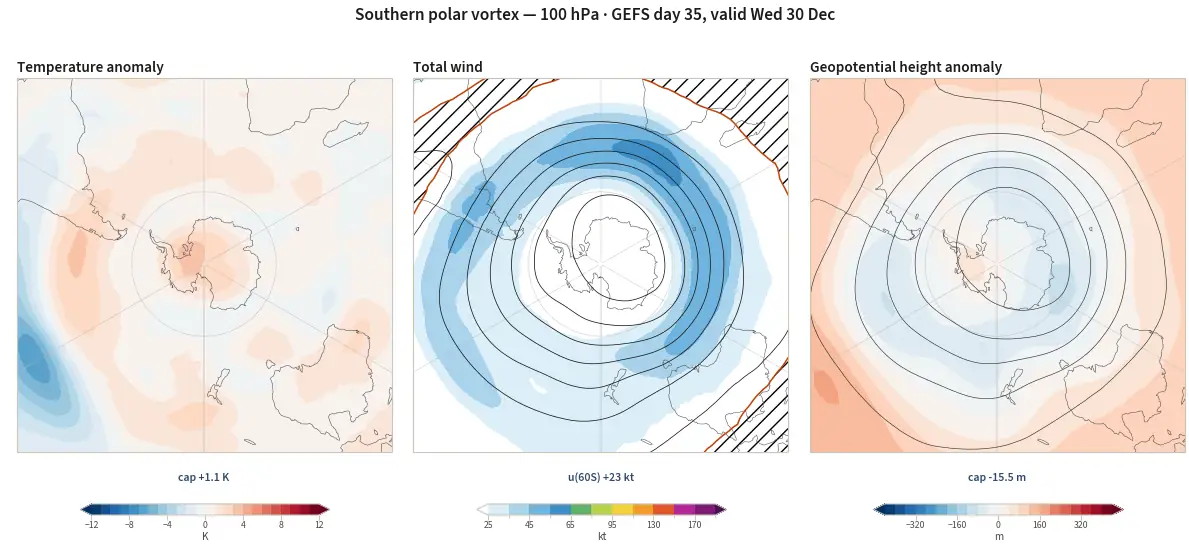 Southern polar vortex — 100 hPa · GEFS day 35, valid Wed 30 Dec
Temperature anomaly
Total wind
Geopotential height anomaly
cap +1.1 K
u(60S) +23 kt
cap -15.5 m
−12 −8 −4 0 4 8 12
K
25 45 65 95 130 170
kt
−320 −160 0 160 320
m